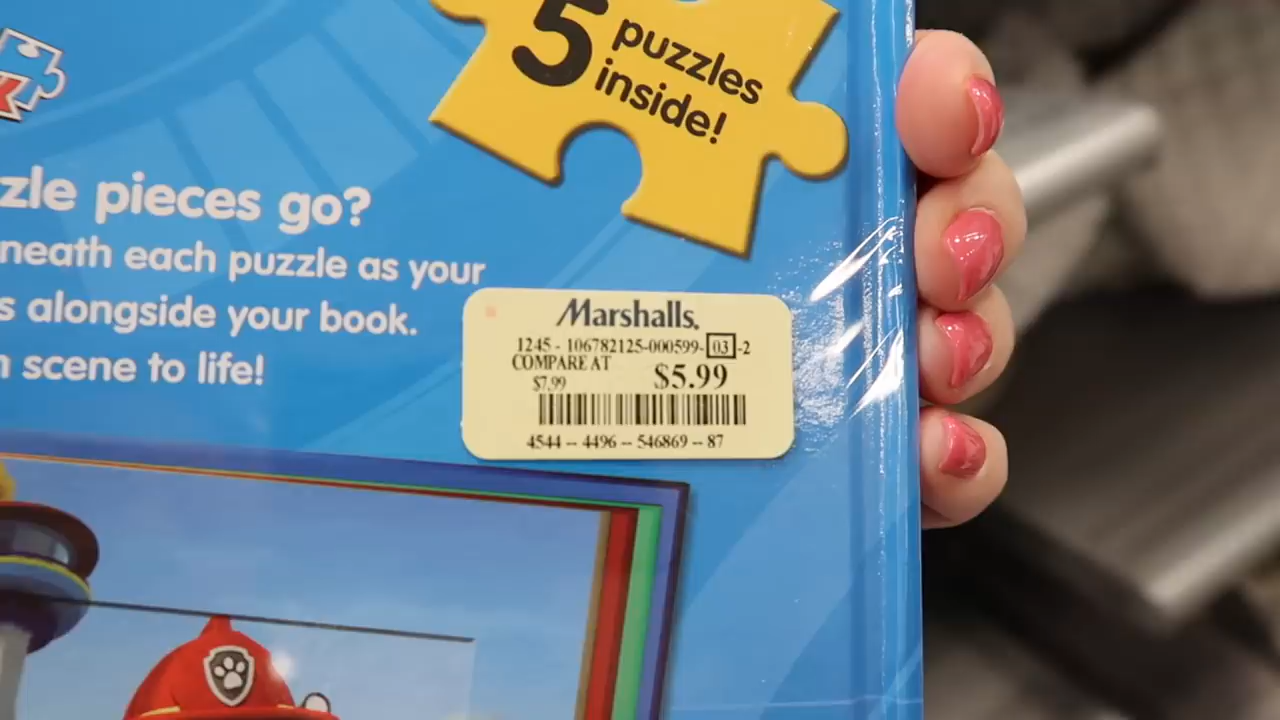 5 puzzles
inside!
zle pieces go?
neath each puzzle as your
s alongside your book.
n scene to life!
Marshalls.
1245 - 106782125-000599-03-2
COMPARE AT
$7.99 $5.99
4544 -- 4496 -- 546869 -- 87